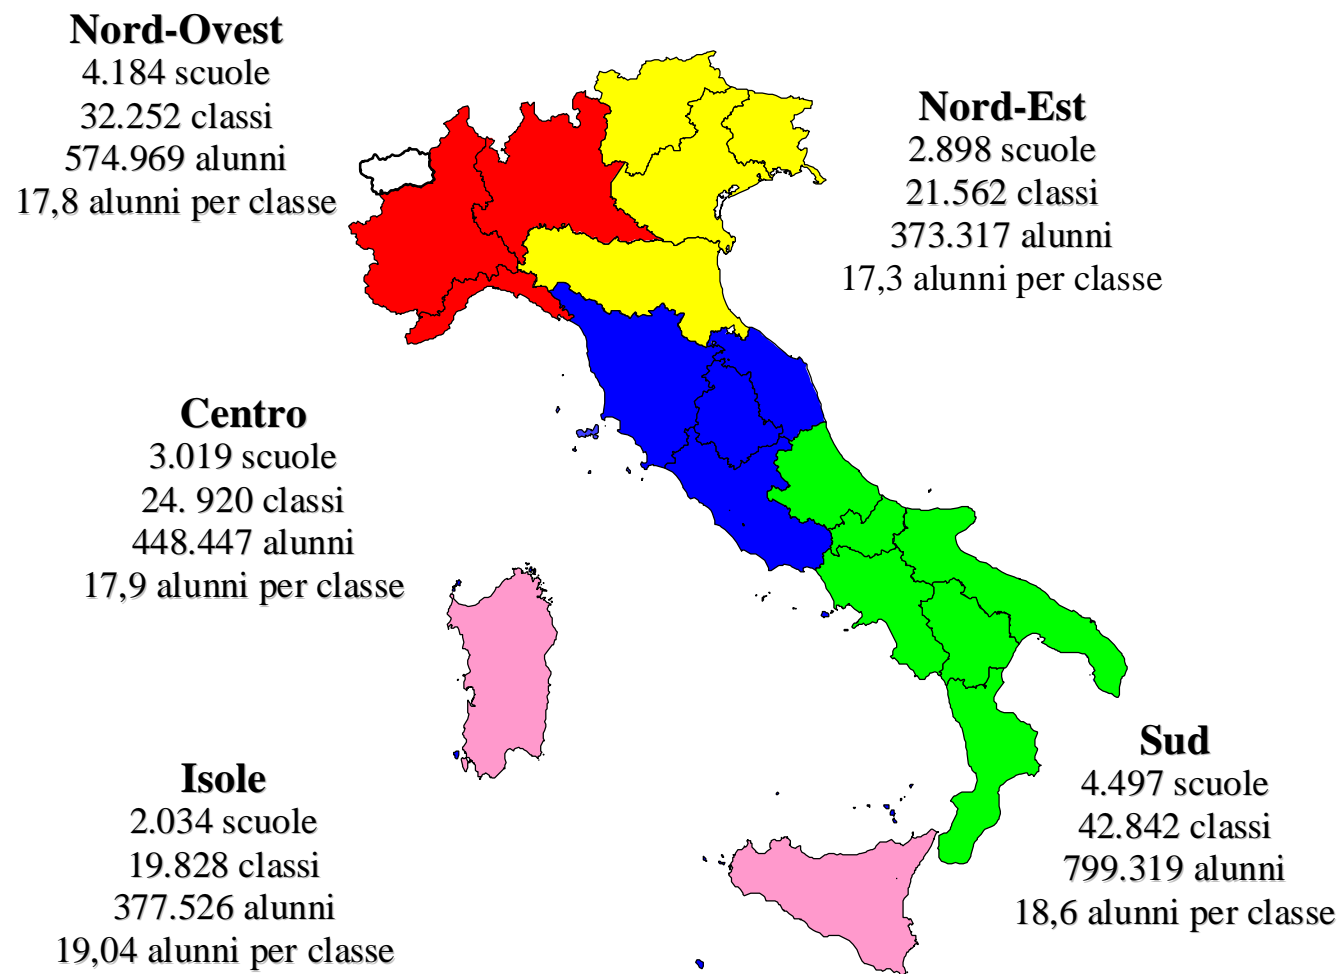 Nord-Ovest
4.184 scuole
32.252 classi
574.969 alunni
17,8 alunni per classe
Nord-Est
2.898 scuole
21.562 classi
373.317 alunni
17,3 alunni per classe
Centro
3.019 scuole
24. 920 classi
448.447 alunni
17,9 alunni per classe
Isole
2.034 scuole
19.828 classi
377.526 alunni
19,04 alunni per classe
Sud
4.497 scuole
42.842 classi
799.319 alunni
18,6 alunni per classe